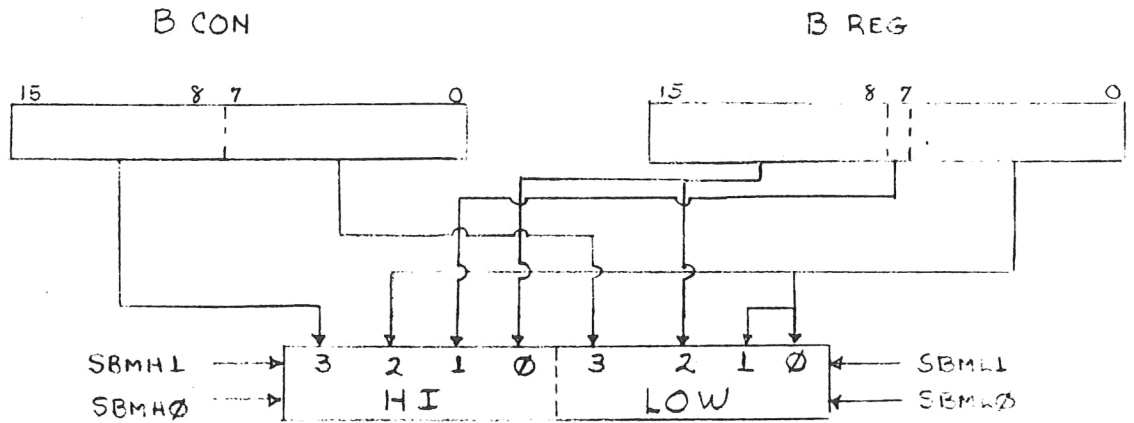 B CON B REG
15 8 7 0 15 8 7 0
SBMH1 3 2 1 Ø 3 2 1 Ø SBML1
SBMHØ HI LOW SBMLØ